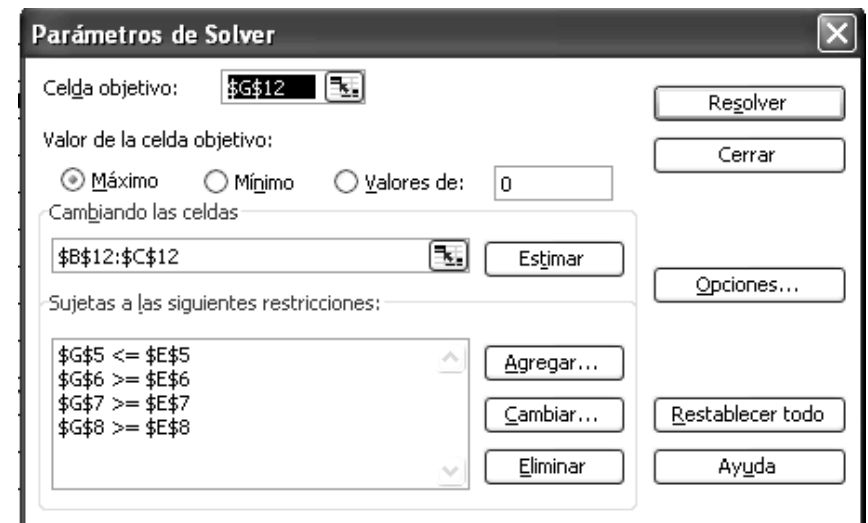 Parámetros de Solver
Celda objetivo: $G$12
Resolver
Valor de la celda objetivo:
Cerrar
Máximo Mínimo Valores de: 0
Cambiando las celdas
$B$12:$C$12
Estimar
Opciones...
Sujetas a las siguientes restricciones:
$G$5 <= $E$5
$G$6 >= $E$6
$G$7 >= $E$7
$G$8 >= $E$8
Agregar...
Cambiar...
Eliminar
Restablecer todo
Ayuda